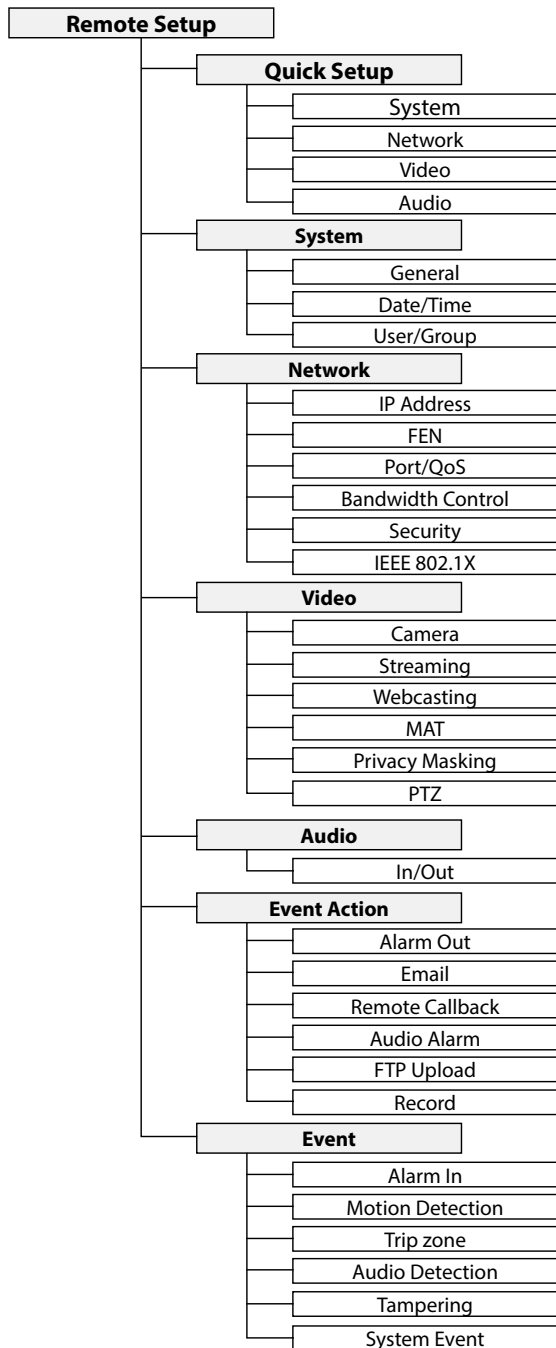 Remote Setup
Quick Setup
System
Network
Video
Audio
System
General
Date/Time
User/Group
Network
IP Address
FEN
Port/QoS
Bandwidth Control
Security
IEEE 802.1X
Video
Camera
Streaming
Webcasting
MAT
Privacy Masking
PTZ
Audio
In/Out
Event Action
Alarm Out
Email
Remote Callback
Audio Alarm
FTP Upload
Record
Event
Alarm In
Motion Detection
Trip zone
Audio Detection
Tampering
System Event